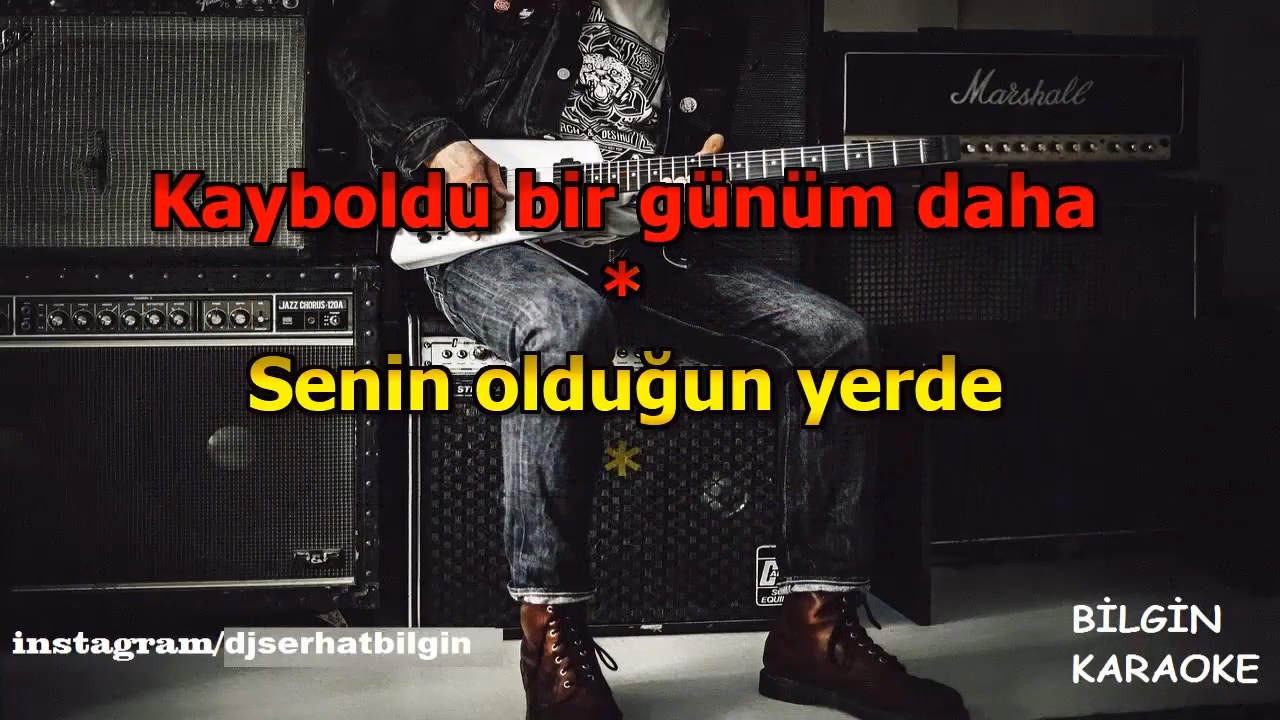 Marshall
Kayboldu bir günüm daha
*
JAZZ CHORUS-120A
Senin olduğun yerde
*
BİLGİN
KARAOKE
instagram/djserhatbilgin